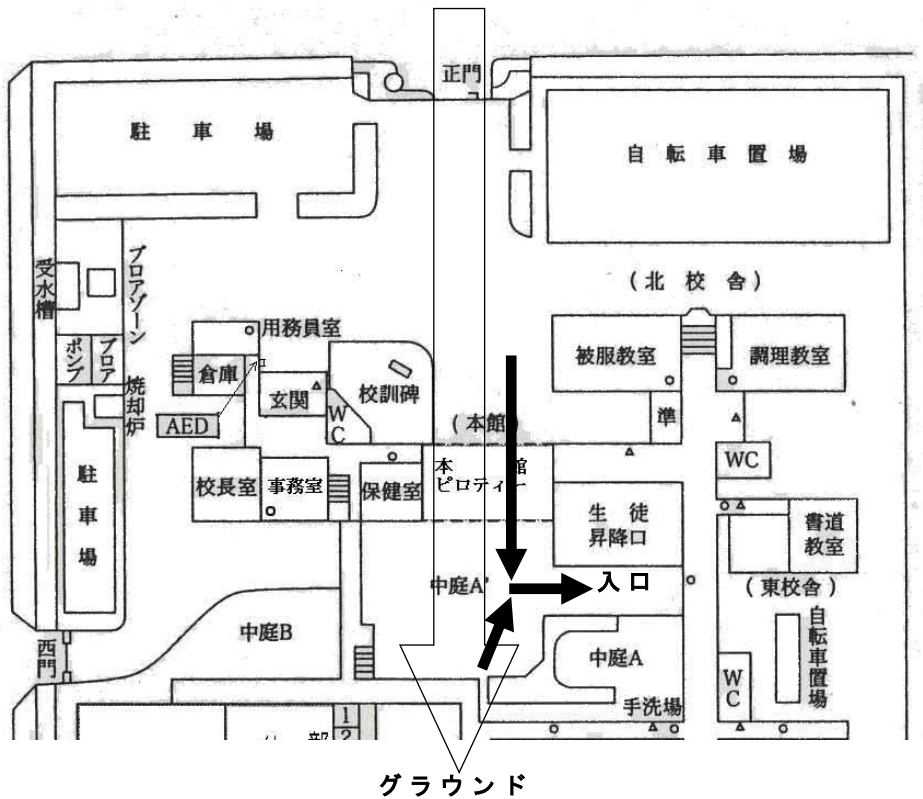 正門
駐車場
自転車置場
受水槽
ブロアゾーン
(北校舎)
用務員室
ポンプ
ブロア
倉庫
玄関
校訓碑
被服教室
調理教室
焼却炉
AED
WC
(本館)
準
駐車場
校長室
事務室
保健室
本館
ピロティー
WC
生徒
昇降口
書道
教室
中庭A'
入口
(東校舎)
中庭B
中庭A
自転車置場
西門
WC
手洗場
1
2
グラウンド